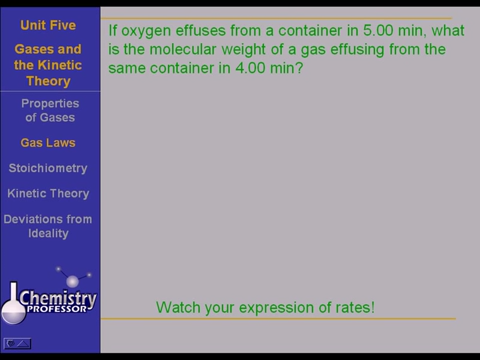 Unit Five
Gases and
the Kinetic
Theory
Properties
of Gases
Gas Laws
Stoichiometry
Kinetic Theory
Deviations from
Ideality
Chemistry
PROFESSOR
If oxygen effuses from a container in 5.00 min, what
is the molecular weight of a gas effusing from the
same container in 4.00 min?
Watch your expression of rates!